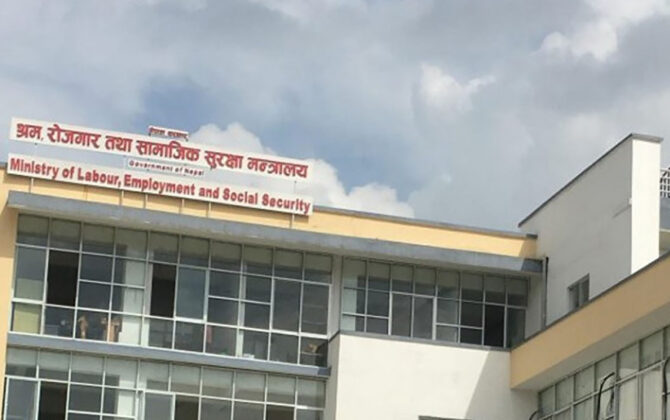 नेपाल सरकार
श्रम, रोजगार तथा सामाजिक सुरक्षा मन्त्रालय
Government of Nepal
Ministry of Labour, Employment and Social Security